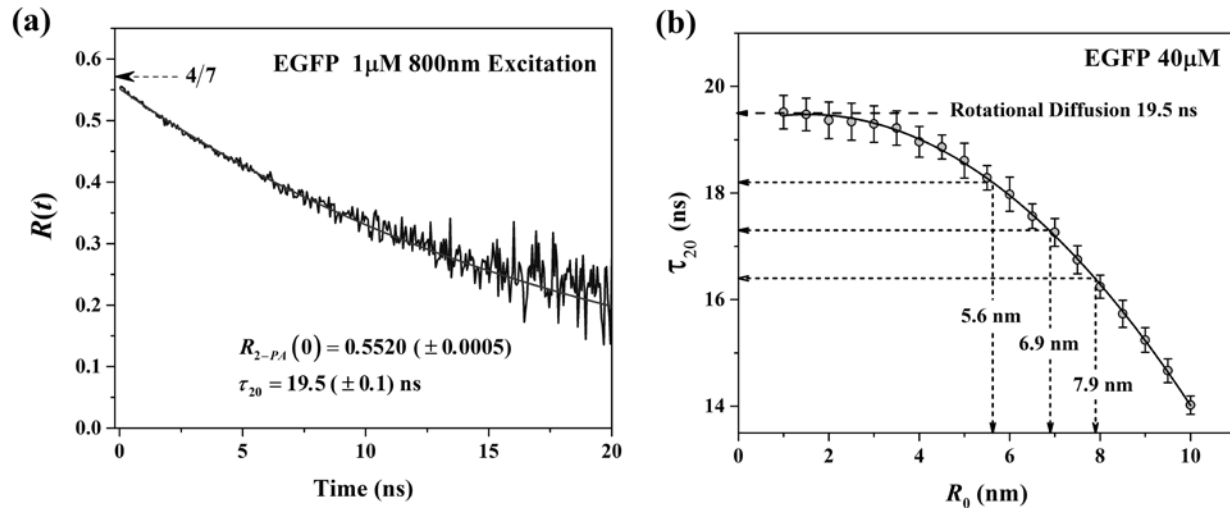 (a)
EGFP 1μM 800nm Excitation
4/7
R(t)
0.6
0.5
0.4
0.3
0.2
0.1
0.0
R₂₋PA(0) = 0.5520 (±0.0005)
τ₂₀ = 19.5 (±0.1) ns
0 5 10 15 20
Time (ns)
(b)
EGFP 40μM
Rotational Diffusion 19.5 ns
τ₂₀ (ns)
20
18
16
14
5.6 nm
6.9 nm
7.9 nm
0 2 4 6 8 10
R₀ (nm)